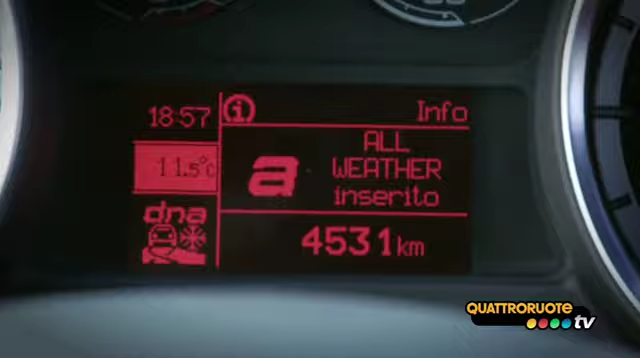 18:57
Info
ALL
WEATHER
inserito
a
11.5°C
dna
4531 km
QUATTRORUOTE
tv